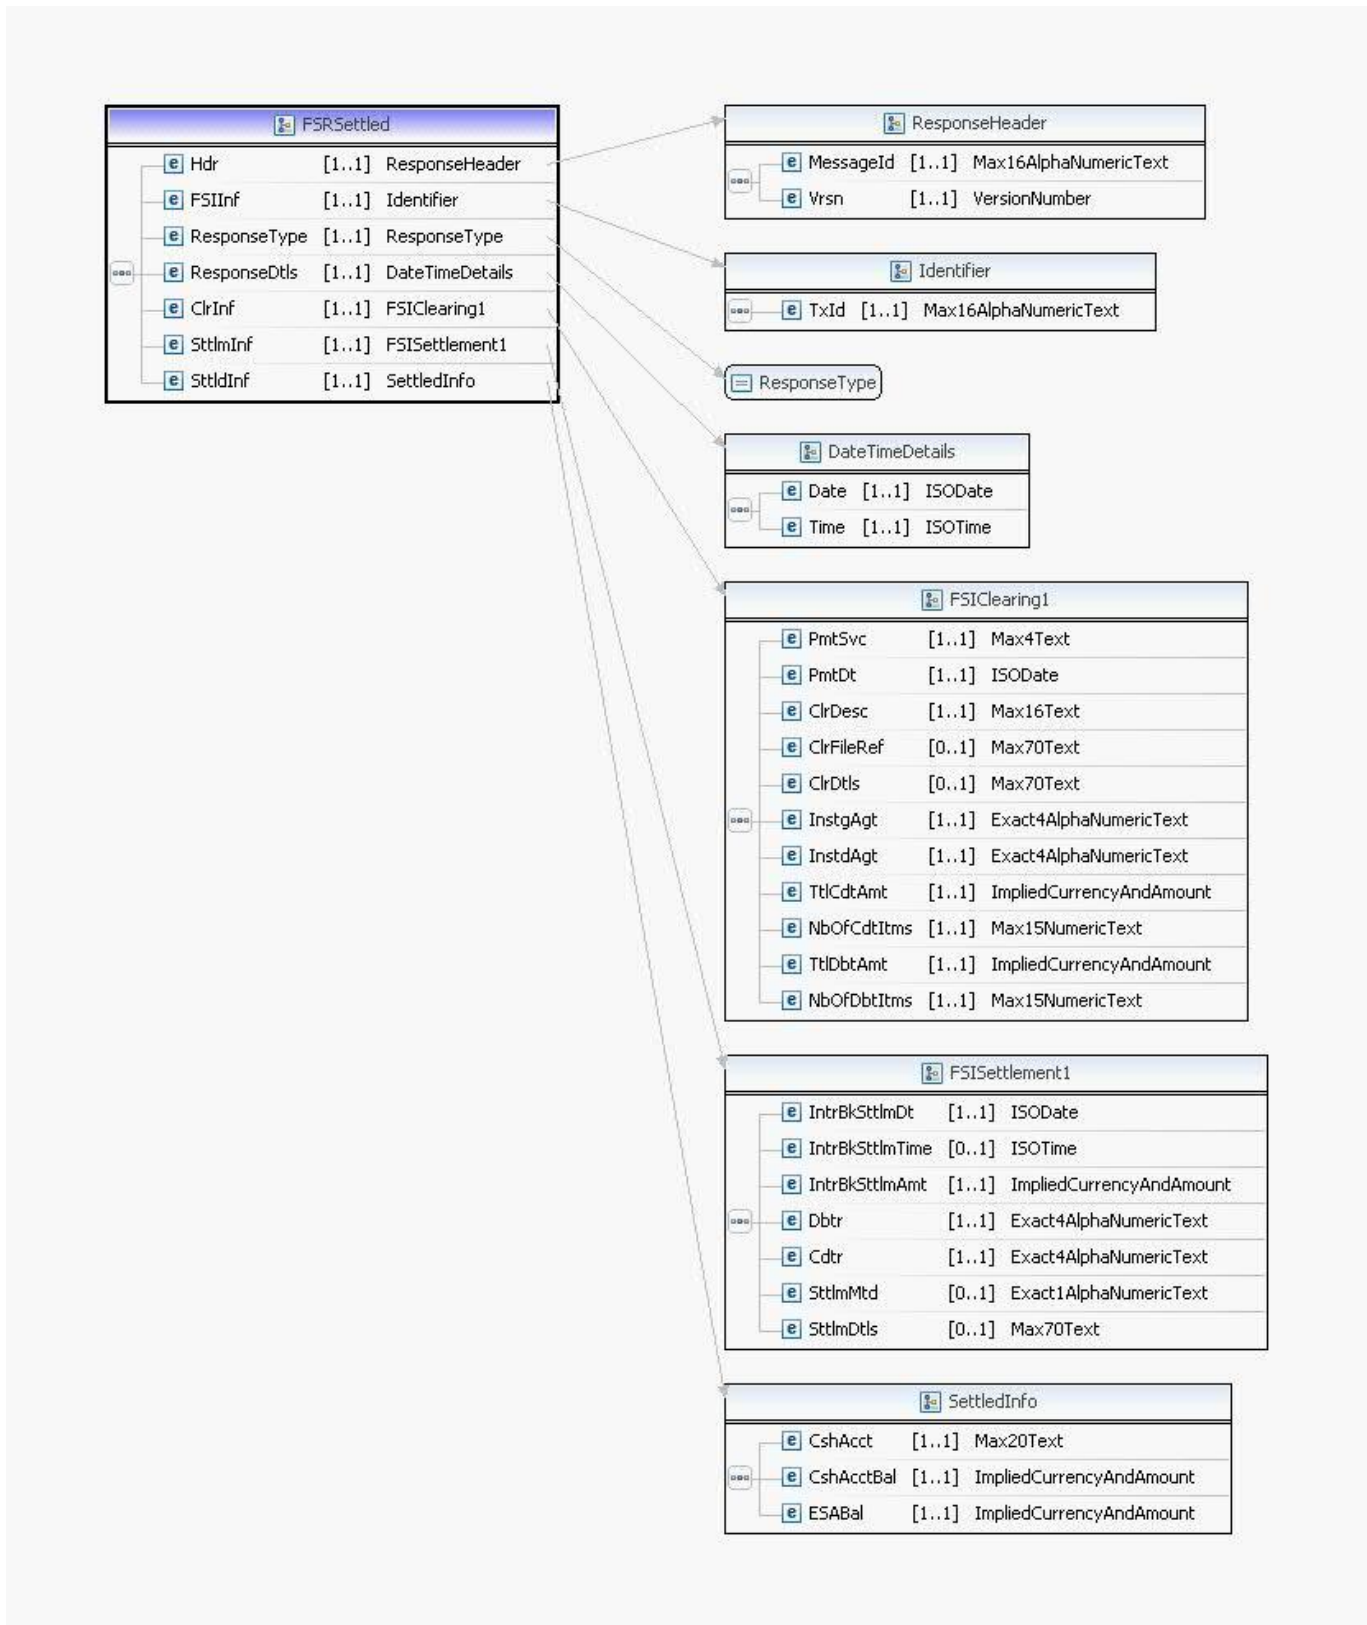 FSRSettled
Hdr [1..1] ResponseHeader
FSIInf [1..1] Identifier
ResponseType [1..1] ResponseType
ResponseDtls [1..1] DateTimeDetails
ClrInf [1..1] FSIClearing1
SttlmInf [1..1] FSISettlement1
SttldInf [1..1] SettledInfo
ResponseHeader
MessageId [1..1] Max16AlphaNumericText
Vrsn [1..1] VersionNumber
Identifier
TxId [1..1] Max16AlphaNumericText
ResponseType
DateTimeDetails
Date [1..1] ISODate
Time [1..1] ISOTime
FSIClearing1
PmtSvc [1..1] Max4Text
PmtDt [1..1] ISODate
ClrDesc [1..1] Max16Text
ClrFileRef [0..1] Max70Text
ClrDtls [0..1] Max70Text
InstgAgt [1..1] Exact4AlphaNumericText
InstdAgt [1..1] Exact4AlphaNumericText
TtlCdtAmt [1..1] ImpliedCurrencyAndAmount
NbOfCdtItms [1..1] Max15NumericText
TtlDbtAmt [1..1] ImpliedCurrencyAndAmount
NbOfDbtItms [1..1] Max15NumericText
FSISettlement1
IntrBkSttlmDt [1..1] ISODate
IntrBkSttlmTime [0..1] ISOTime
IntrBkSttlmAmt [1..1] ImpliedCurrencyAndAmount
Dbtr [1..1] Exact4AlphaNumericText
Cdtr [1..1] Exact4AlphaNumericText
SttlmMtd [0..1] Exact1AlphaNumericText
SttlmDtls [0..1] Max70Text
SettledInfo
CshAcct [1..1] Max20Text
CshAcctBal [1..1] ImpliedCurrencyAndAmount
ESABal [1..1] ImpliedCurrencyAndAmount